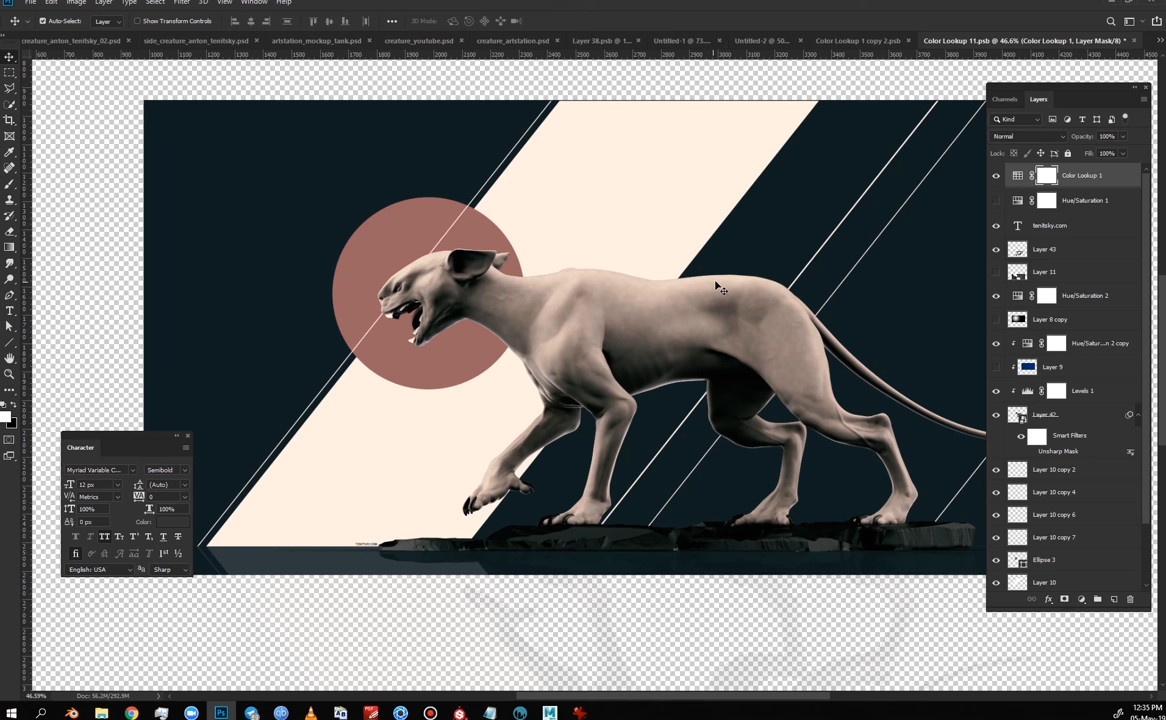 File Edit Image Layer Type Select Filter 3D View Window Help
Auto-Select: Layer Show Transform Controls 3D Mode:
creature_anton_tenitsky_02.psd × side_creature_anton_tenitsky.psd × artstation_mockup_tank.psd × creature_youtube.psd × creature_artstation.psd × Layer 38.psb @ 1... × Untitled-1 @ 73.... × Untitled-2 @ 50... × Color Lookup 1 copy 2.psb × Color Lookup 11.psb @ 46.6% (Color Lookup 1, Layer Mask/8) * ×
Channels Layers
Kind
Normal Opacity: 100%
Lock: Fill: 100%
Color Lookup 1
Hue/Saturation 1
tenitsky.com
Layer 43
Layer 11
Hue/Saturation 2
Layer 8 copy
Hue/Satur...n 2 copy
Layer 9
Levels 1
Layer 42
Smart Filters
Unsharp Mask
Layer 10 copy 2
Layer 10 copy 4
Layer 10 copy 6
Layer 10 copy 7
Ellipse 3
Layer 10
Character
Myriad Variable C... Semibold
12 px (Auto)
Metrics 0
100% 100%
0 px Color:
English: USA Sharp
46.59% Doc: 56.2M/292.9M
12:35 PM
05-May-19